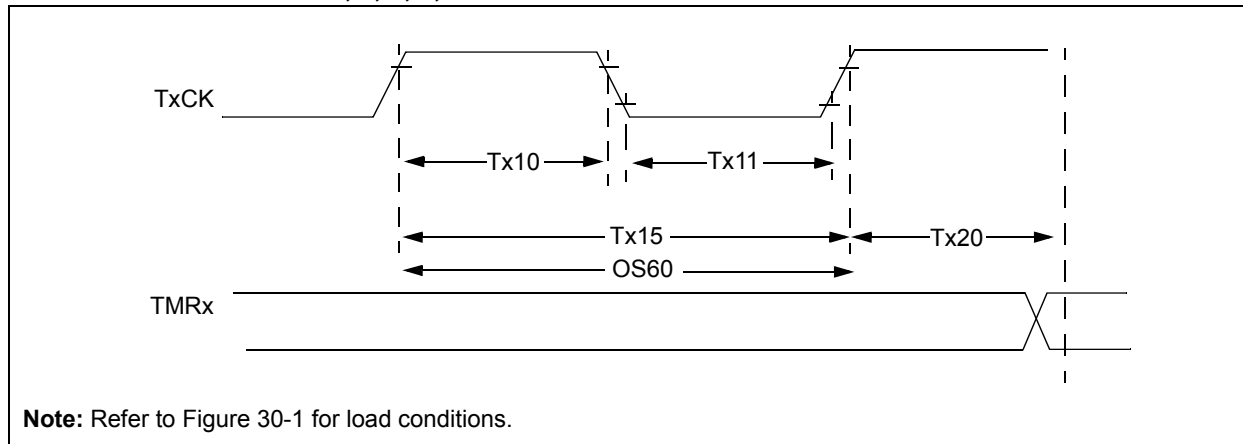 TxCK
Tx10
Tx11
Tx15
Tx20
OS60
TMRx
Note: Refer to Figure 30-1 for load conditions.